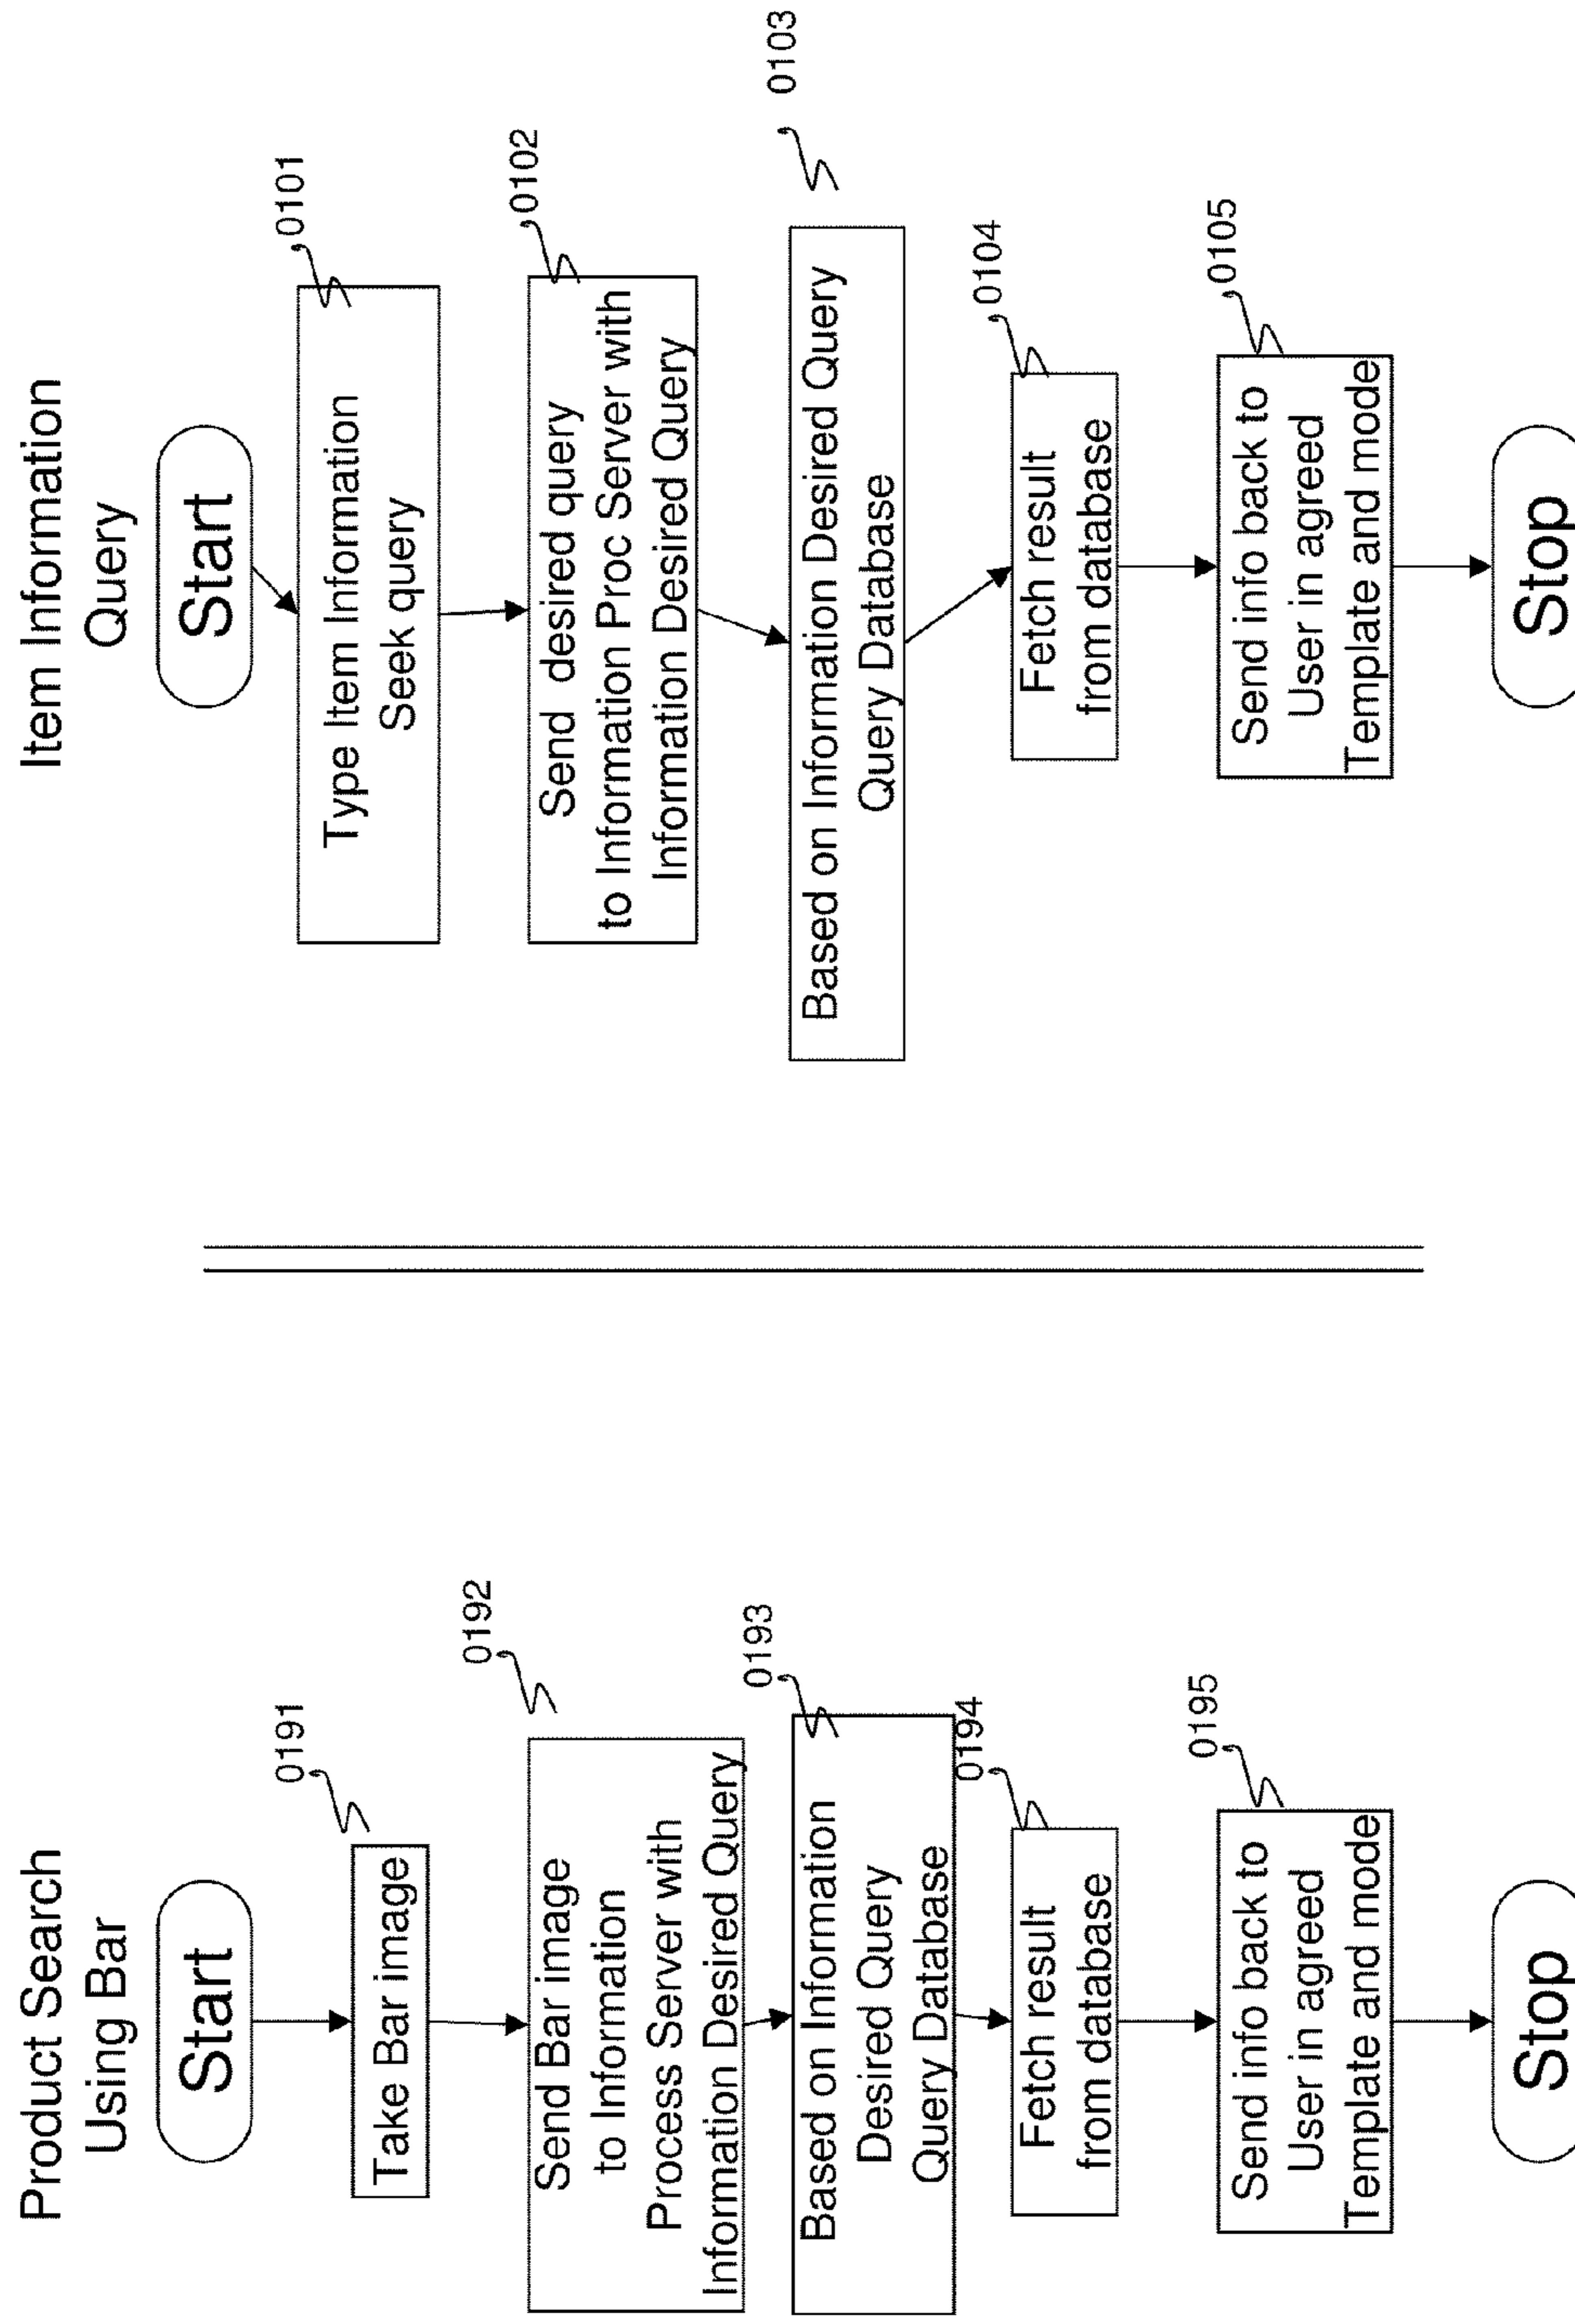 Product Search
Using Bar
Start
0191
Take Bar image
0192
Send Bar image
to Information
Process Server with
Information Desired Query
0193
Based on Information
Desired Query
Query Database
0194
Fetch result
from database
0195
Send info back to
User in agreed
Template and mode
Stop
Item Information
Query
Start
0101
Type Item Information
Seek query
0102
Send desired query
to Information Proc Server with
Information Desired Query
0103
Based on Information Desired Query
Query Database
0104
Fetch result
from database
0105
Send info back to
User in agreed
Template and mode
Stop